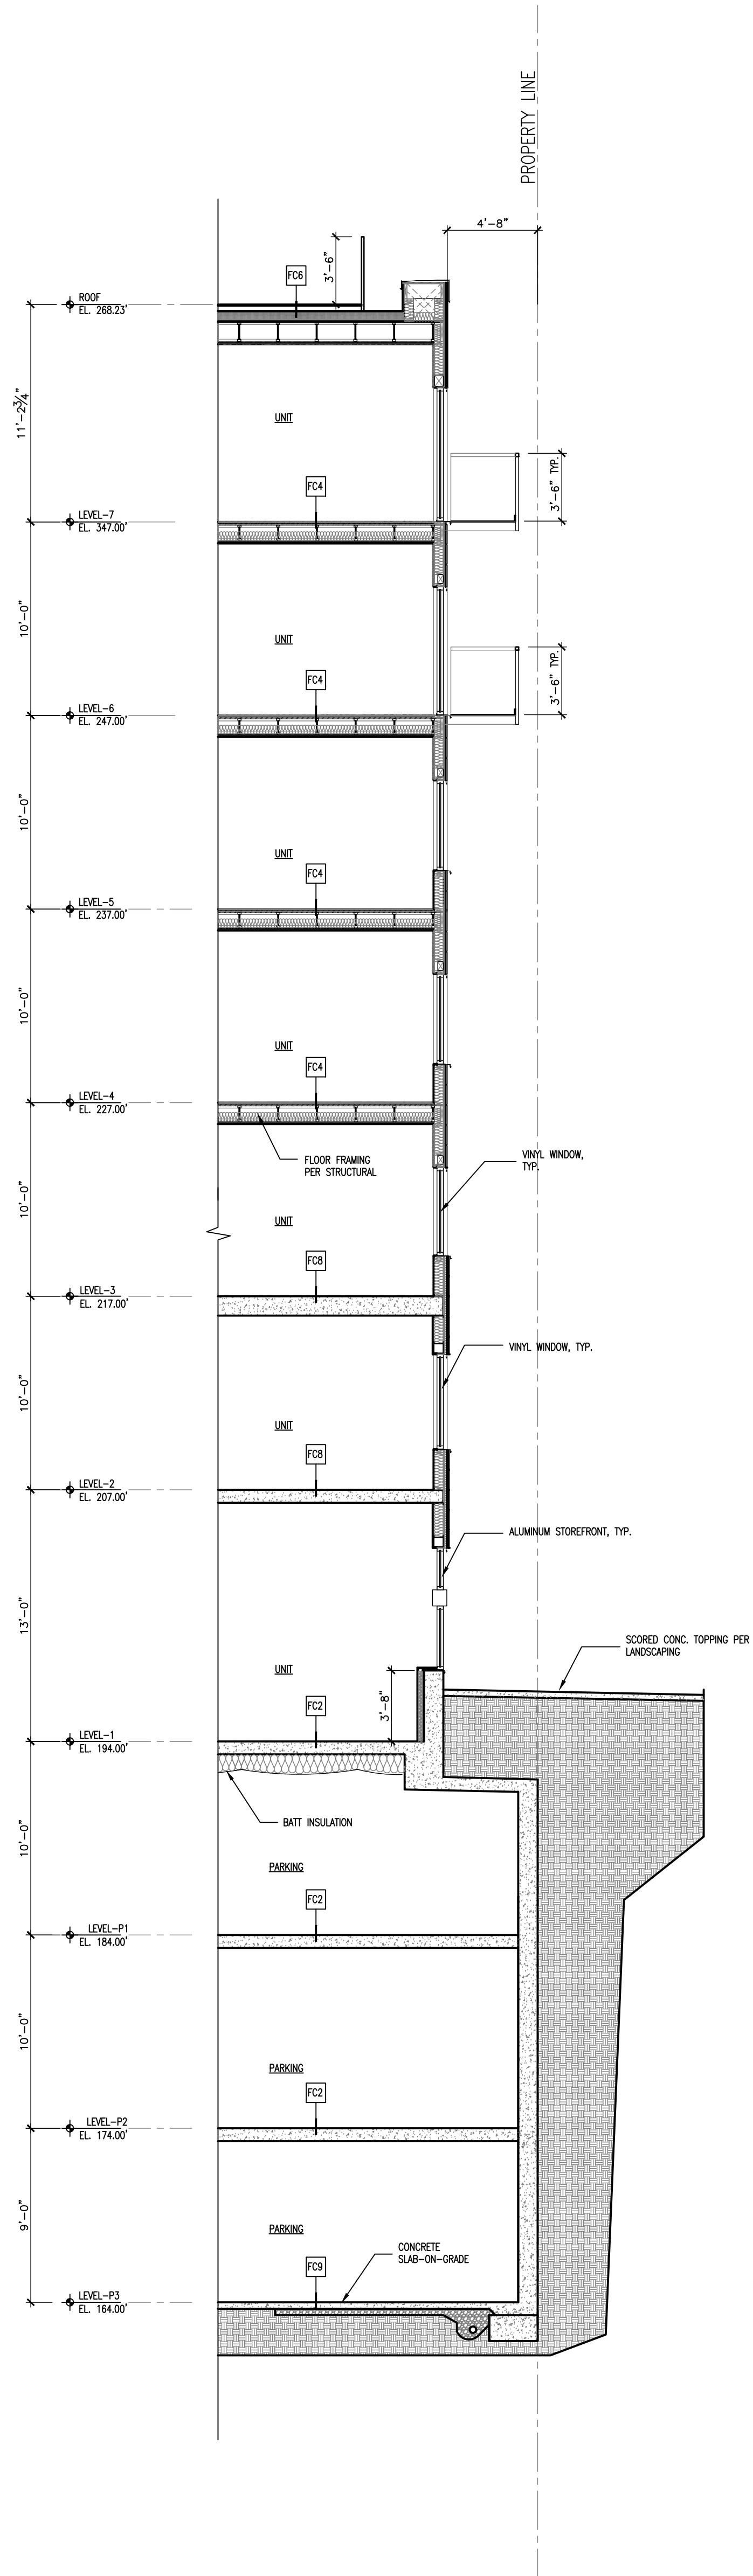 PROPERTY LINE
4'-8"
3'-6"
FC6
ROOF
EL. 268.23'
11'-2¾"
UNIT
3'-6" TYP.
FC4
LEVEL-7
EL. 347.00'
10'-0"
UNIT
3'-6" TYP.
FC4
LEVEL-6
EL. 247.00'
10'-0"
UNIT
FC4
LEVEL-5
EL. 237.00'
10'-0"
UNIT
FC4
LEVEL-4
EL. 227.00'
FLOOR FRAMING
PER STRUCTURAL
VINYL WINDOW,
TYP.
10'-0"
UNIT
FC8
LEVEL-3
EL. 217.00'
VINYL WINDOW, TYP.
10'-0"
UNIT
FC8
LEVEL-2
EL. 207.00'
ALUMINUM STOREFRONT, TYP.
13'-0"
SCORED CONC. TOPPING PER
LANDSCAPING
UNIT
3'-8"
FC2
LEVEL-1
EL. 194.00'
BATT INSULATION
10'-0"
PARKING
FC2
LEVEL-P1
EL. 184.00'
10'-0"
PARKING
FC2
LEVEL-P2
EL. 174.00'
9'-0"
PARKING
CONCRETE
SLAB-ON-GRADE
FC9
LEVEL-P3
EL. 164.00'